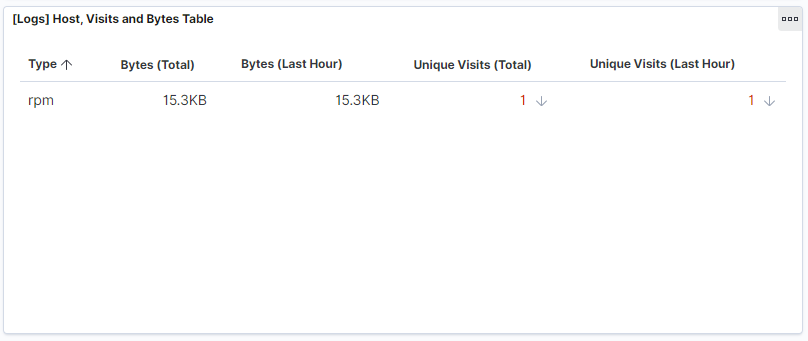 [Logs] Host, Visits and Bytes Table
Type Bytes (Total) Bytes (Last Hour) Unique Visits (Total) Unique Visits (Last Hour)
rpm 15.3KB 15.3KB 1 1